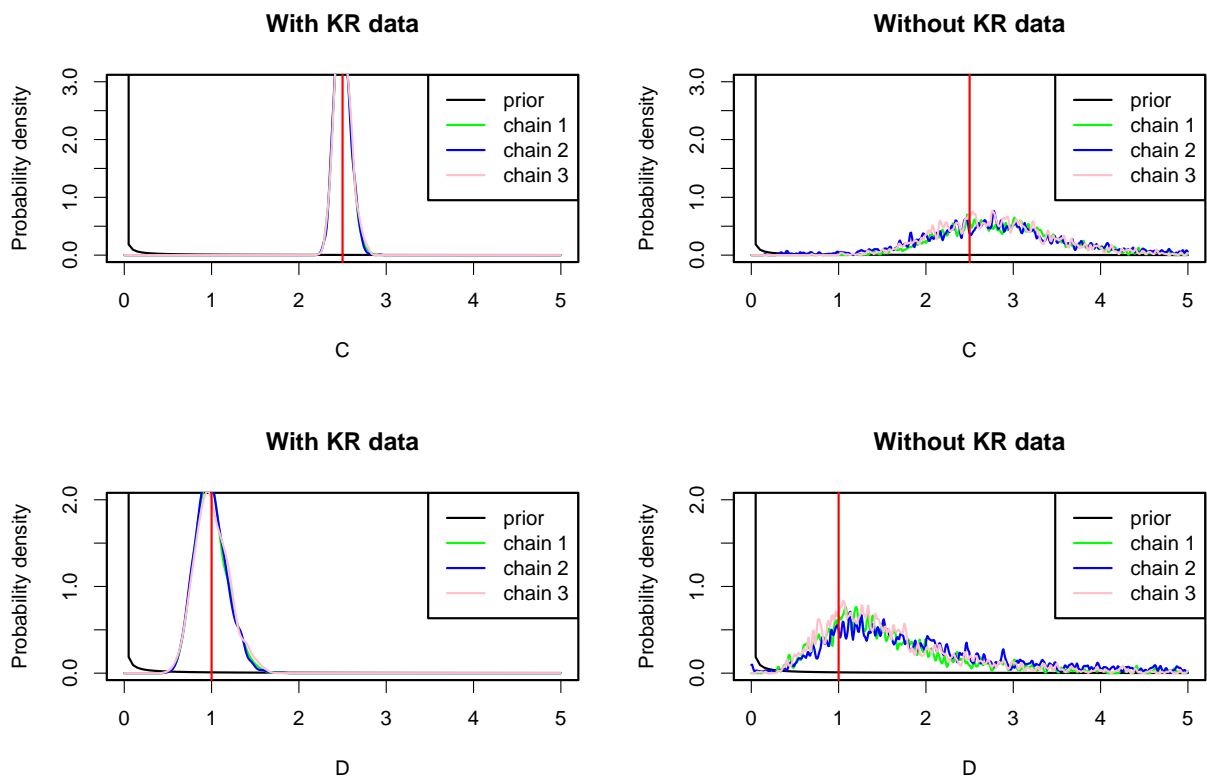 With KR data
Probability density
0.0 1.0 2.0 3.0
prior
chain 1
chain 2
chain 3
0 1 2 3 4 5
C
Without KR data
Probability density
0.0 1.0 2.0 3.0
prior
chain 1
chain 2
chain 3
0 1 2 3 4 5
C
With KR data
Probability density
0.0 1.0 2.0
prior
chain 1
chain 2
chain 3
0 1 2 3 4 5
D
Without KR data
Probability density
0.0 1.0 2.0
prior
chain 1
chain 2
chain 3
0 1 2 3 4 5
D